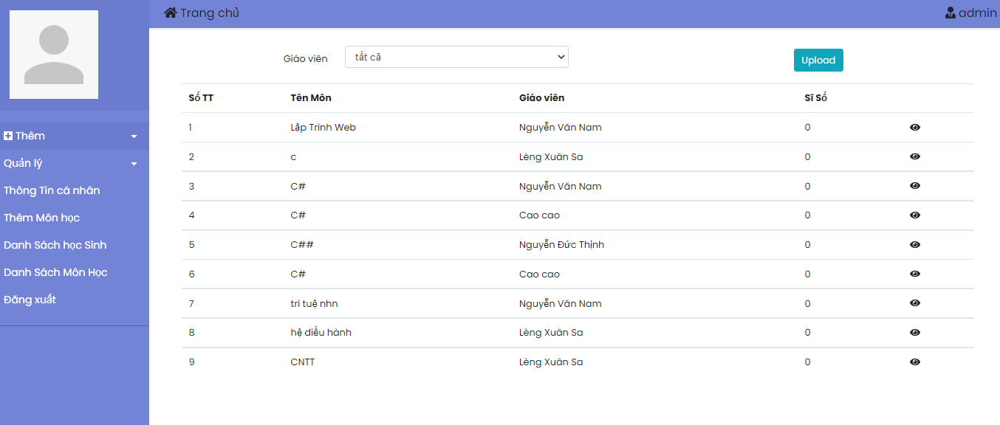 Trang chủ admin
Giáo viên tất cả Upload
Thêm
Quản lý
Thông Tin cá nhân
Thêm Môn học
Danh Sách học Sinh
Danh Sách Môn Học
Đăng xuất
Số TT Tên Môn Giáo viên Sĩ Số
1 Lập Trình Web Nguyễn Văn Nam 0
2 c Lèng Xuân Sa 0
3 C# Nguyễn Văn Nam 0
4 C# Cao cao 0
5 C## Nguyễn Đức Thịnh 0
6 C# Cao cao 0
7 trí tuệ nhn Nguyễn Văn Nam 0
8 hệ điều hành Lèng Xuân Sa 0
9 CNTT Lèng Xuân Sa 0